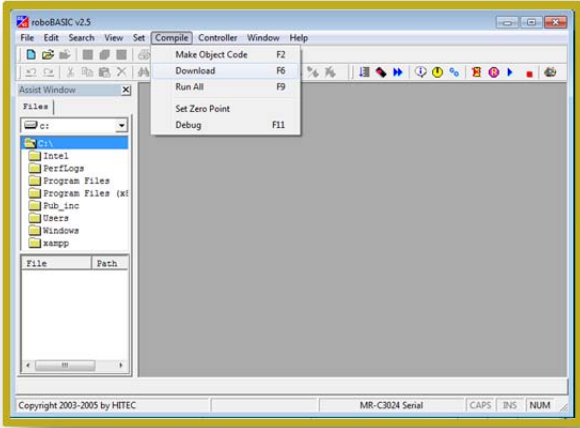 roboBASIC v2.5
File Edit Search View Set Compile Controller Window Help
Make Object Code F2
Download F6
Run All F9
Set Zero Point
Debug F11
Assist Window
Files
c:
C:\
Intel
PerfLogs
Program Files
Program Files (x8
Pub_inc
Users
Windows
xampp
File Path
Copyright 2003-2005 by HITEC MR-C3024 Serial CAPS INS NUM